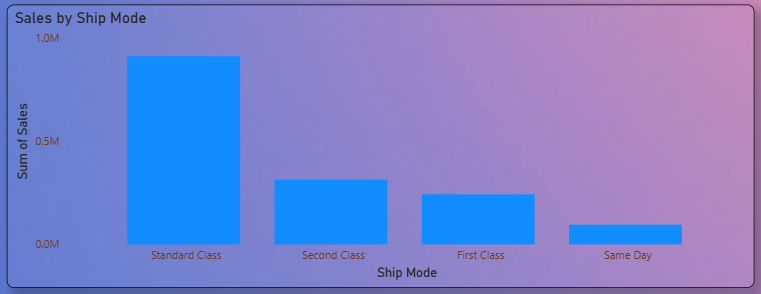 Sales by Ship Mode
1.0M
0.5M
0.0M
Sum of Sales
Standard Class
Second Class
First Class
Same Day
Ship Mode